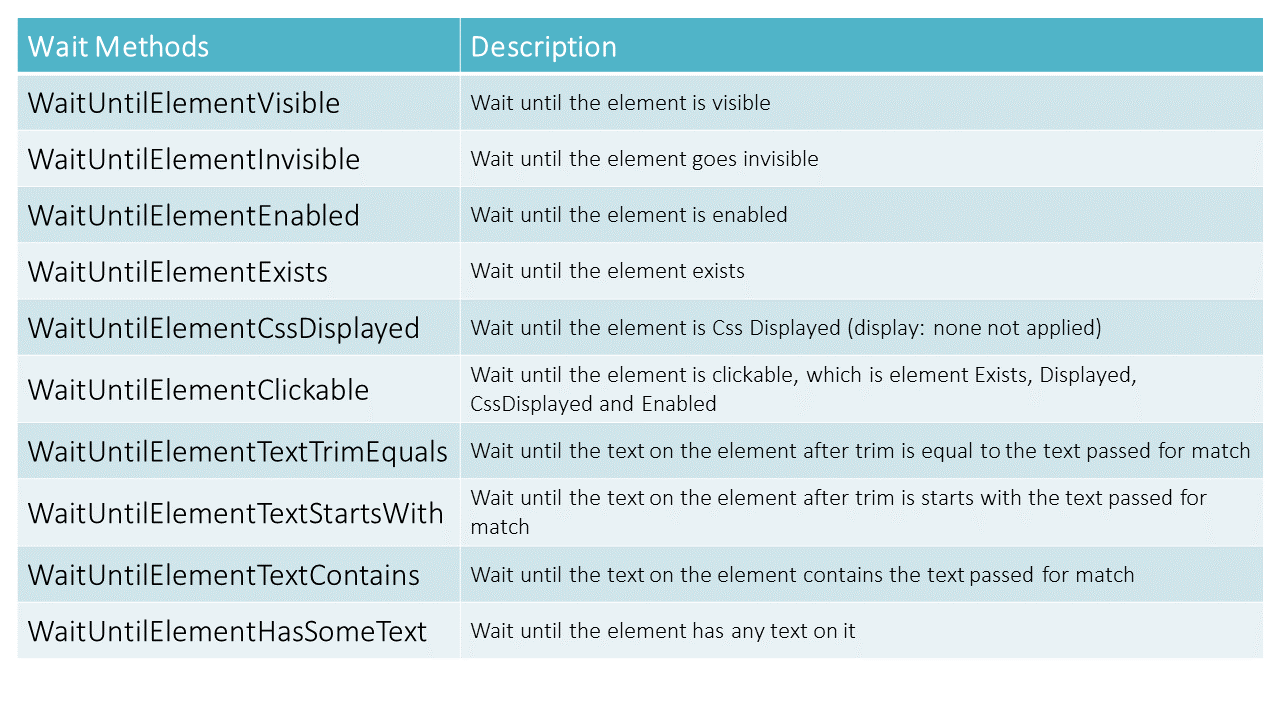 Wait Methods Description
WaitUntilElementVisible Wait until the element is visible
WaitUntilElementInvisible Wait until the element goes invisible
WaitUntilElementEnabled Wait until the element is enabled
WaitUntilElementExists Wait until the element exists
WaitUntilElementCssDisplayed Wait until the element is Css Displayed (display: none not applied)
WaitUntilElementClickable Wait until the element is clickable, which is element Exists, Displayed,
CssDisplayed and Enabled
WaitUntilElementTextTrimEquals Wait until the text on the element after trim is equal to the text passed for match
WaitUntilElementTextStartsWith Wait until the text on the element after trim is starts with the text passed for
match
WaitUntilElementTextContains Wait until the text on the element contains the text passed for match
WaitUntilElementHasSomeText Wait until the element has any text on it